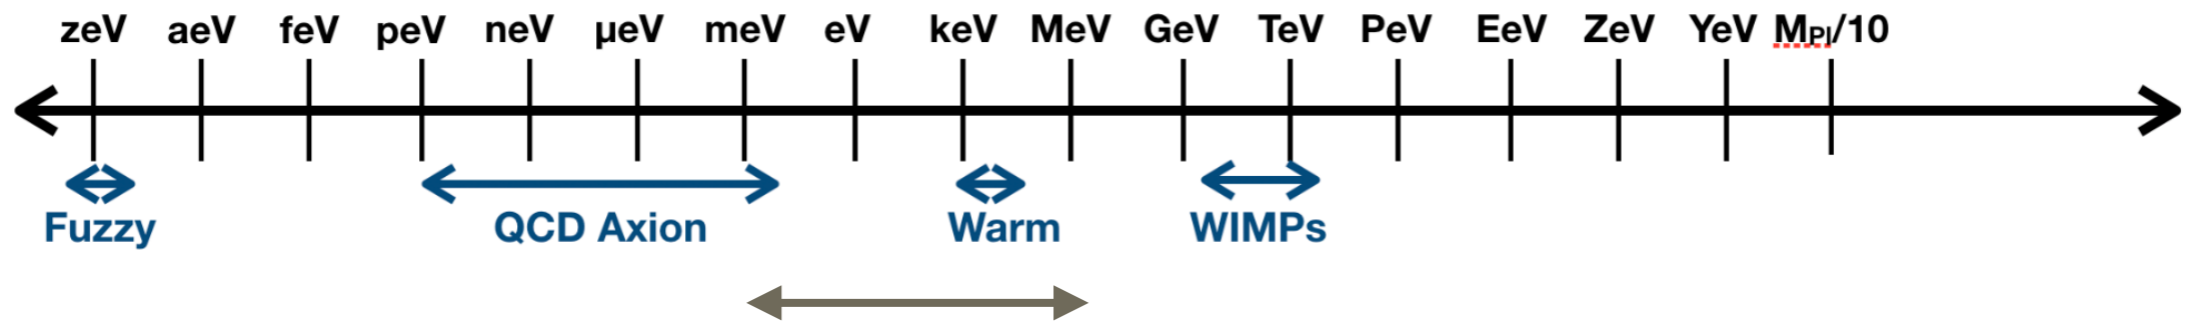 zeV aeV feV peV neV µeV meV eV keV MeV GeV TeV PeV EeV ZeV YeV MPl/10
Fuzzy QCD Axion Warm WIMPs